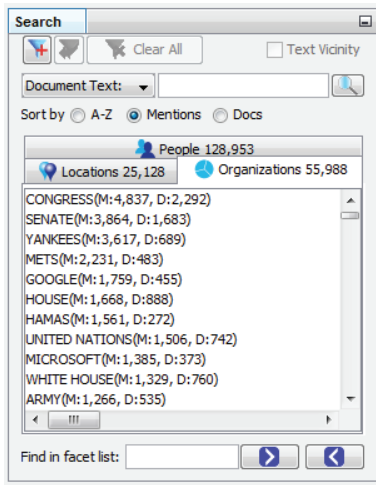 Search
Clear All Text Vicinity
Document Text:
Sort by A-Z Mentions Docs
People 128,953
Locations 25,128 Organizations 55,988
CONGRESS(M:4,837, D:2,292)
SENATE(M:3,864, D:1,683)
YANKEES(M:3,617, D:689)
METS(M:2,231, D:483)
GOOGLE(M:1,759, D:455)
HOUSE(M:1,668, D:888)
HAMAS(M:1,561, D:272)
UNITED NATIONS(M:1,506, D:742)
MICROSOFT(M:1,385, D:373)
WHITE HOUSE(M:1,329, D:760)
ARMY(M:1,266, D:535)
Find in facet list: